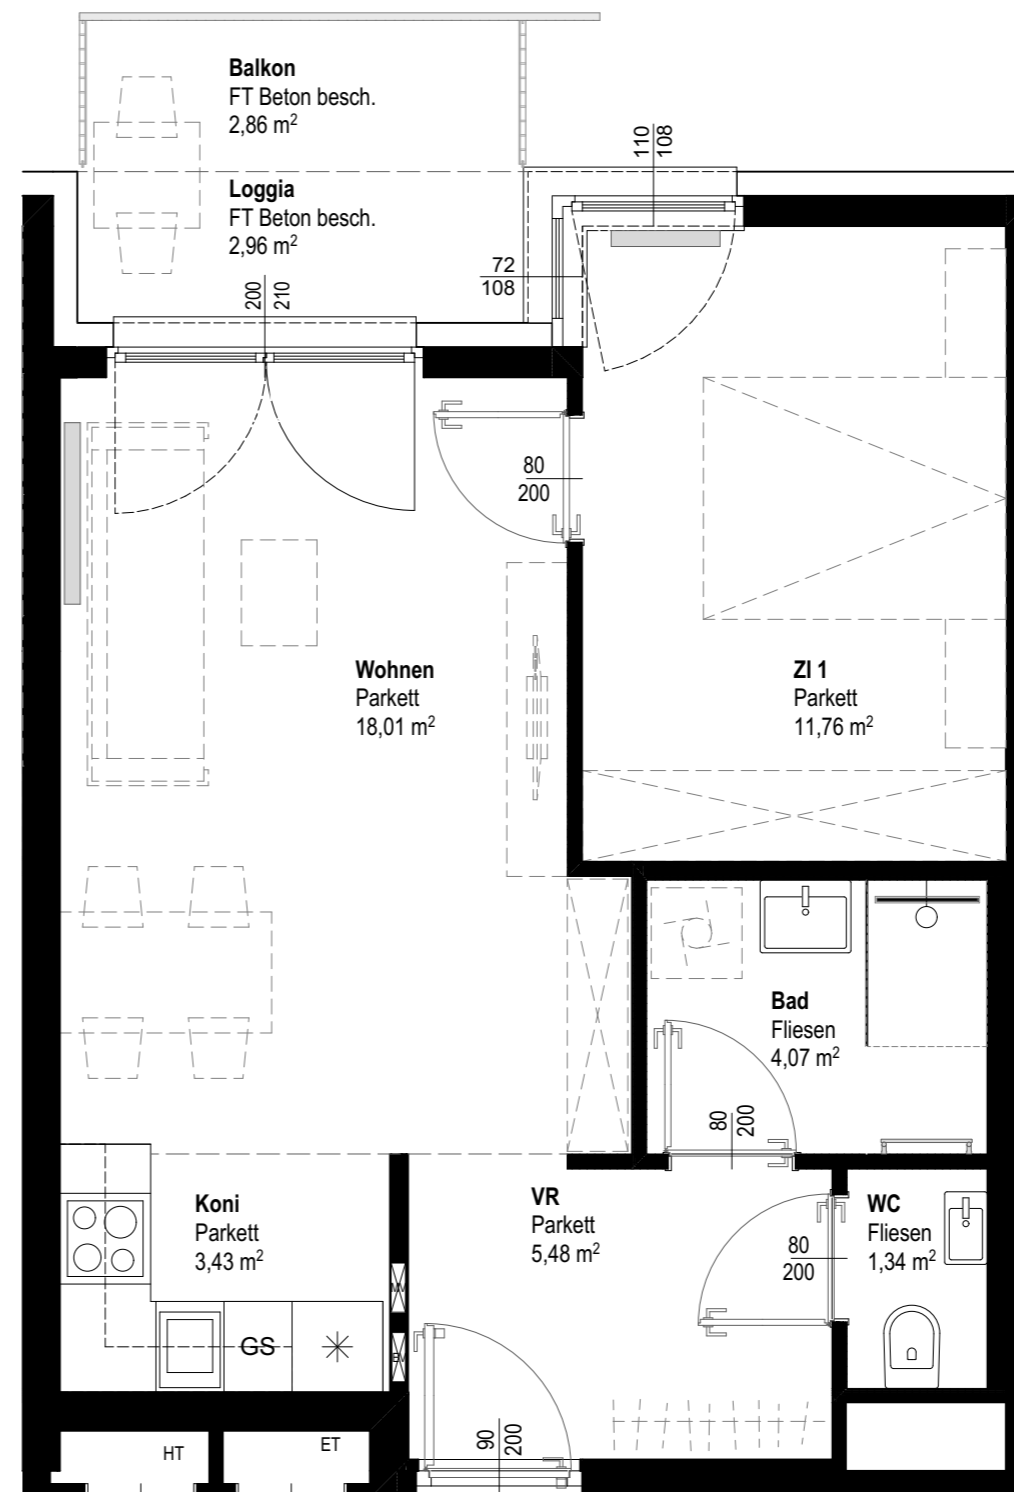 Balkon
FT Beton besch.
2,86 m²
110
108
Loggia
FT Beton besch.
2,96 m²
72
108
200
210
80
200
Wohnen
Parkett
18,01 m²
ZI 1
Parkett
11,76 m²
Bad
Fliesen
4,07 m²
80
200
Koni
Parkett
3,43 m²
VR
Parkett
5,48 m²
WC
Fliesen
1,34 m²
80
200
GS
90
200
HT
ET